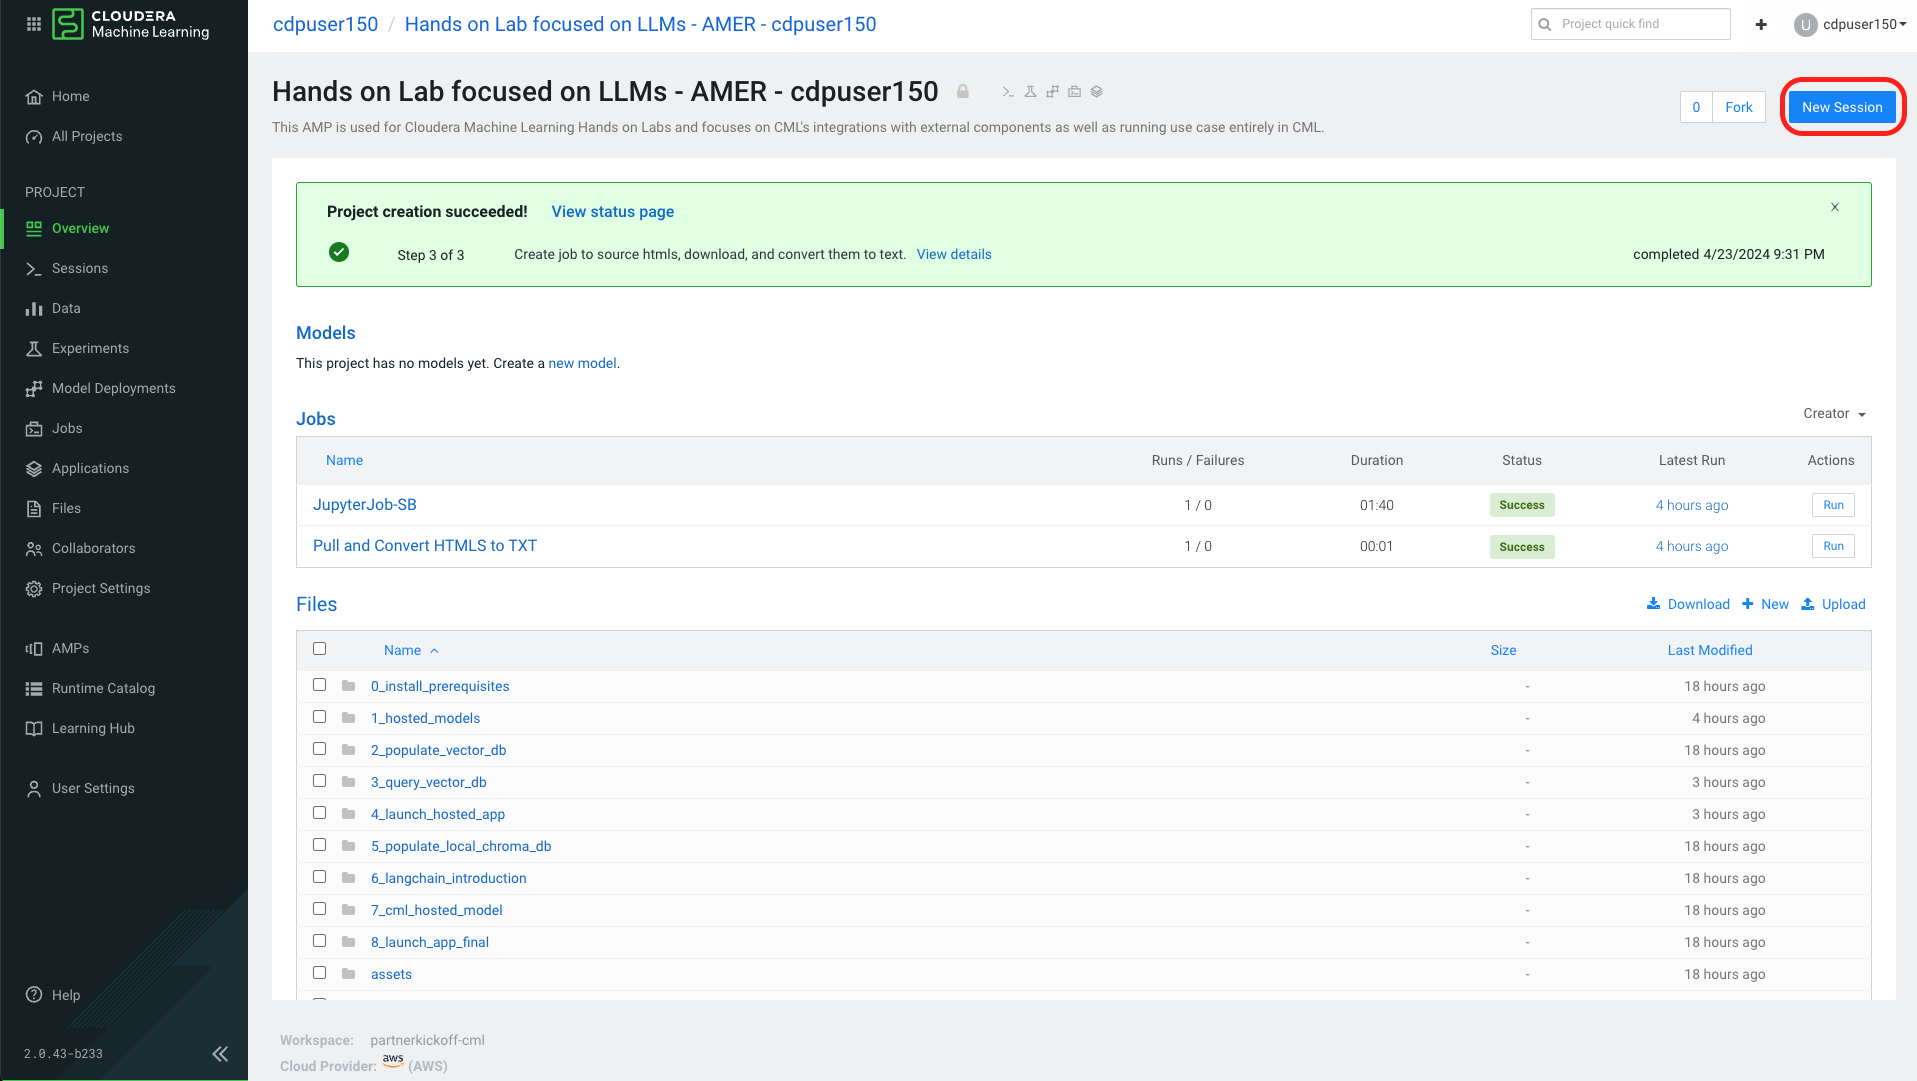 CLOUDERA
Machine Learning
cdpuser150 / Hands on Lab focused on LLMs - AMER - cdpuser150
Project quick find
U cdpuser150
Home
All Projects
PROJECT
Overview
Sessions
Data
Experiments
Model Deployments
Jobs
Applications
Files
Collaborators
Project Settings
AMPs
Runtime Catalog
Learning Hub
User Settings
Help
2.0.43-b233
Hands on Lab focused on LLMs - AMER - cdpuser150
0 Fork New Session
This AMP is used for Cloudera Machine Learning Hands on Labs and focuses on CML's integrations with external components as well as running use case entirely in CML.
Project creation succeeded! View status page
Step 3 of 3 Create job to source htmls, download, and convert them to text. View details completed 4/23/2024 9:31 PM
Models
This project has no models yet. Create a new model.
Jobs Creator
Name Runs / Failures Duration Status Latest Run Actions
JupyterJob-SB 1 / 0 01:40 Success 4 hours ago Run
Pull and Convert HTMLS to TXT 1 / 0 00:01 Success 4 hours ago Run
Files Download New Upload
Name Size Last Modified
0_install_prerequisites - 18 hours ago
1_hosted_models - 4 hours ago
2_populate_vector_db - 18 hours ago
3_query_vector_db - 3 hours ago
4_launch_hosted_app - 3 hours ago
5_populate_local_chroma_db - 18 hours ago
6_langchain_introduction - 18 hours ago
7_cml_hosted_model - 18 hours ago
8_launch_app_final - 18 hours ago
assets - 18 hours ago
Workspace: partnerkickoff-cml
Cloud Provider: aws (AWS)